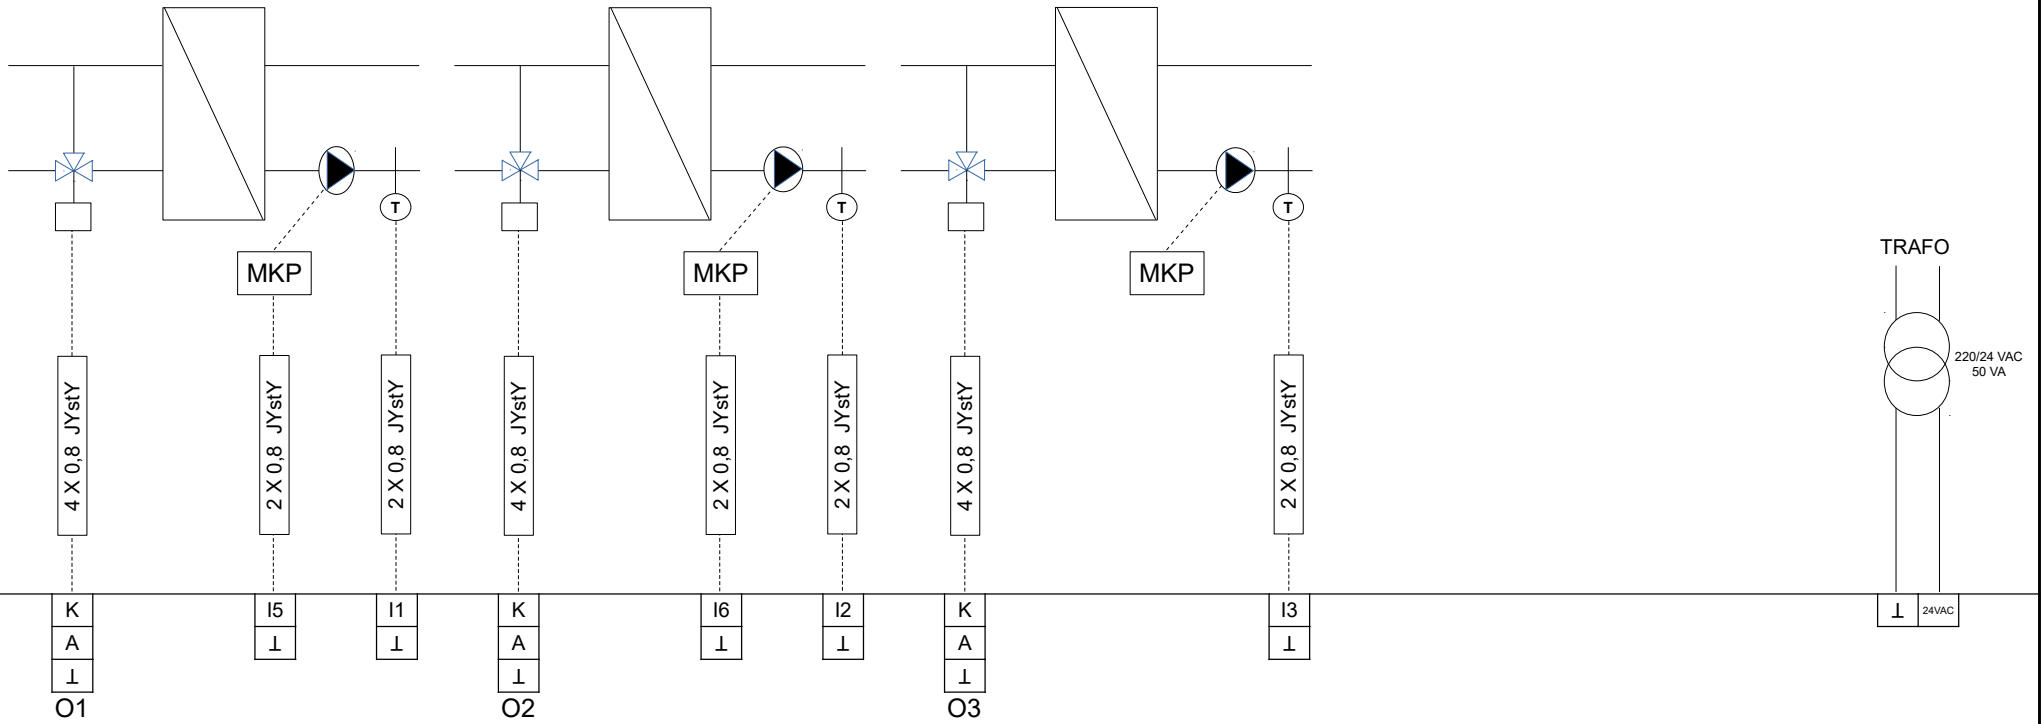 T
T
T
MKP
MKP
MKP
TRAFO
220/24 VAC
50 VA
4 X 0,8 JYstY
2 X 0,8 JYstY
2 X 0,8 JYstY
4 X 0,8 JYstY
2 X 0,8 JYstY
2 X 0,8 JYstY
4 X 0,8 JYstY
2 X 0,8 JYstY
K
A
⊥
O1
I5
⊥
I1
⊥
K
A
⊥
O2
I6
⊥
I2
⊥
K
A
⊥
O3
I3
⊥
⊥ 24VAC